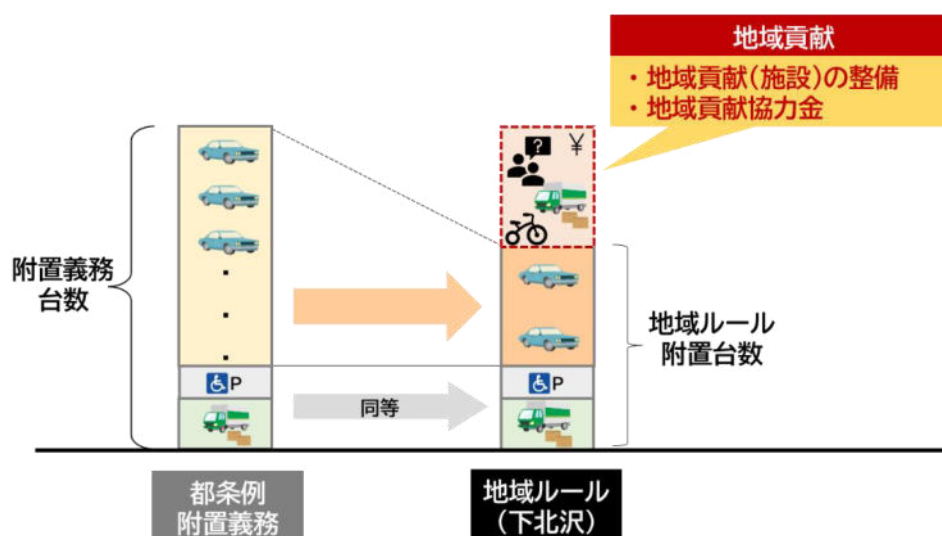 地域貢献
・地域貢献(施設)の整備
・地域貢献協力金
?
¥
附置義務
台数
地域ルール
附置台数
P
P
同等
都条例
附置義務
地域ルール
(下北沢)